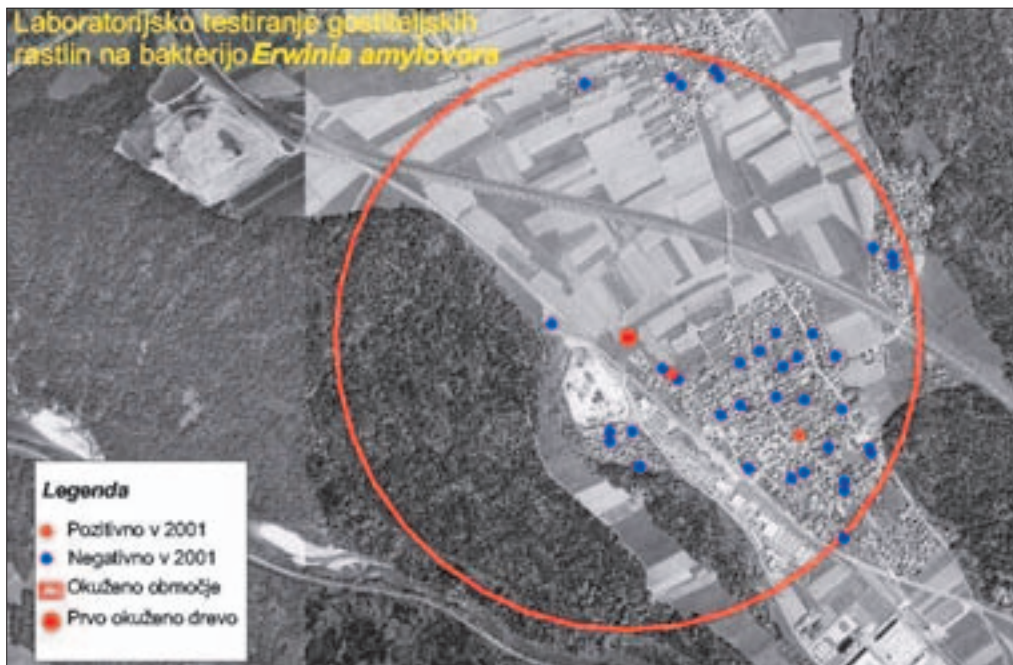 Laboratorijsko testiranje gostiteljskih
rastlin na bakterijo Erwinia amylovora
Legenda
Pozitivno v 2001
Negativno v 2001
Okuženo območje
Prvo okuženo drevo